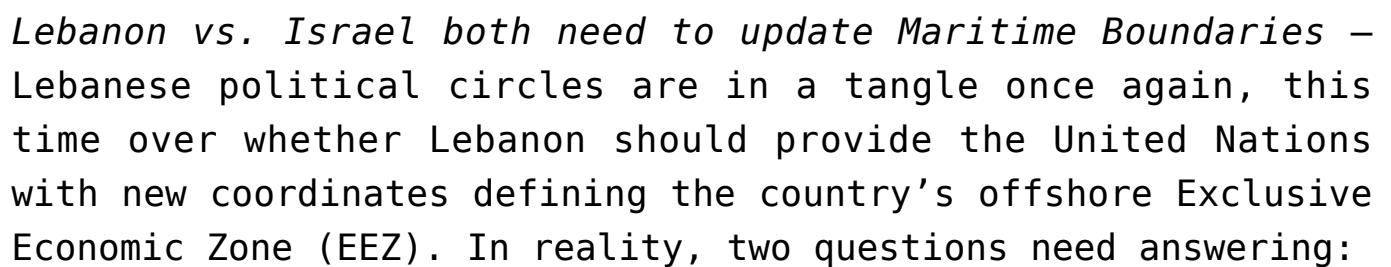 Lebanon vs. Israel both need to update Maritime Boundaries –
Lebanese political circles are in a tangle once again, this
time over whether Lebanon should provide the United Nations
with new coordinates defining the country’s offshore Exclusive
Economic Zone (EEZ). In reality, two questions need answering: